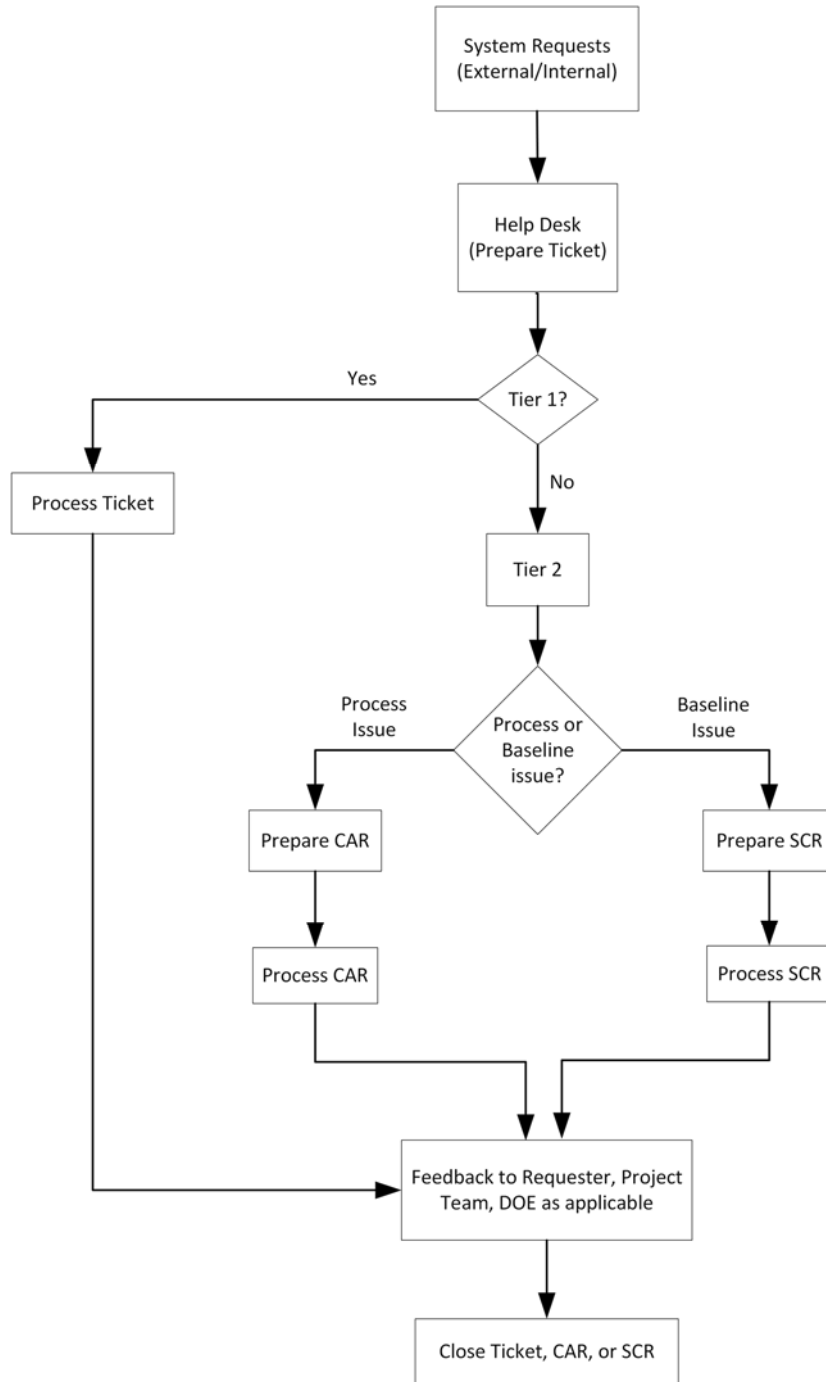 System Requests
(External/Internal)
Help Desk
(Prepare Ticket)
Yes
Tier 1?
No
Process Ticket
Tier 2
Process
Issue
Process or
Baseline
issue?
Baseline
Issue
Prepare CAR
Prepare SCR
Process CAR
Process SCR
Feedback to Requester, Project
Team, DOE as applicable
Close Ticket, CAR, or SCR